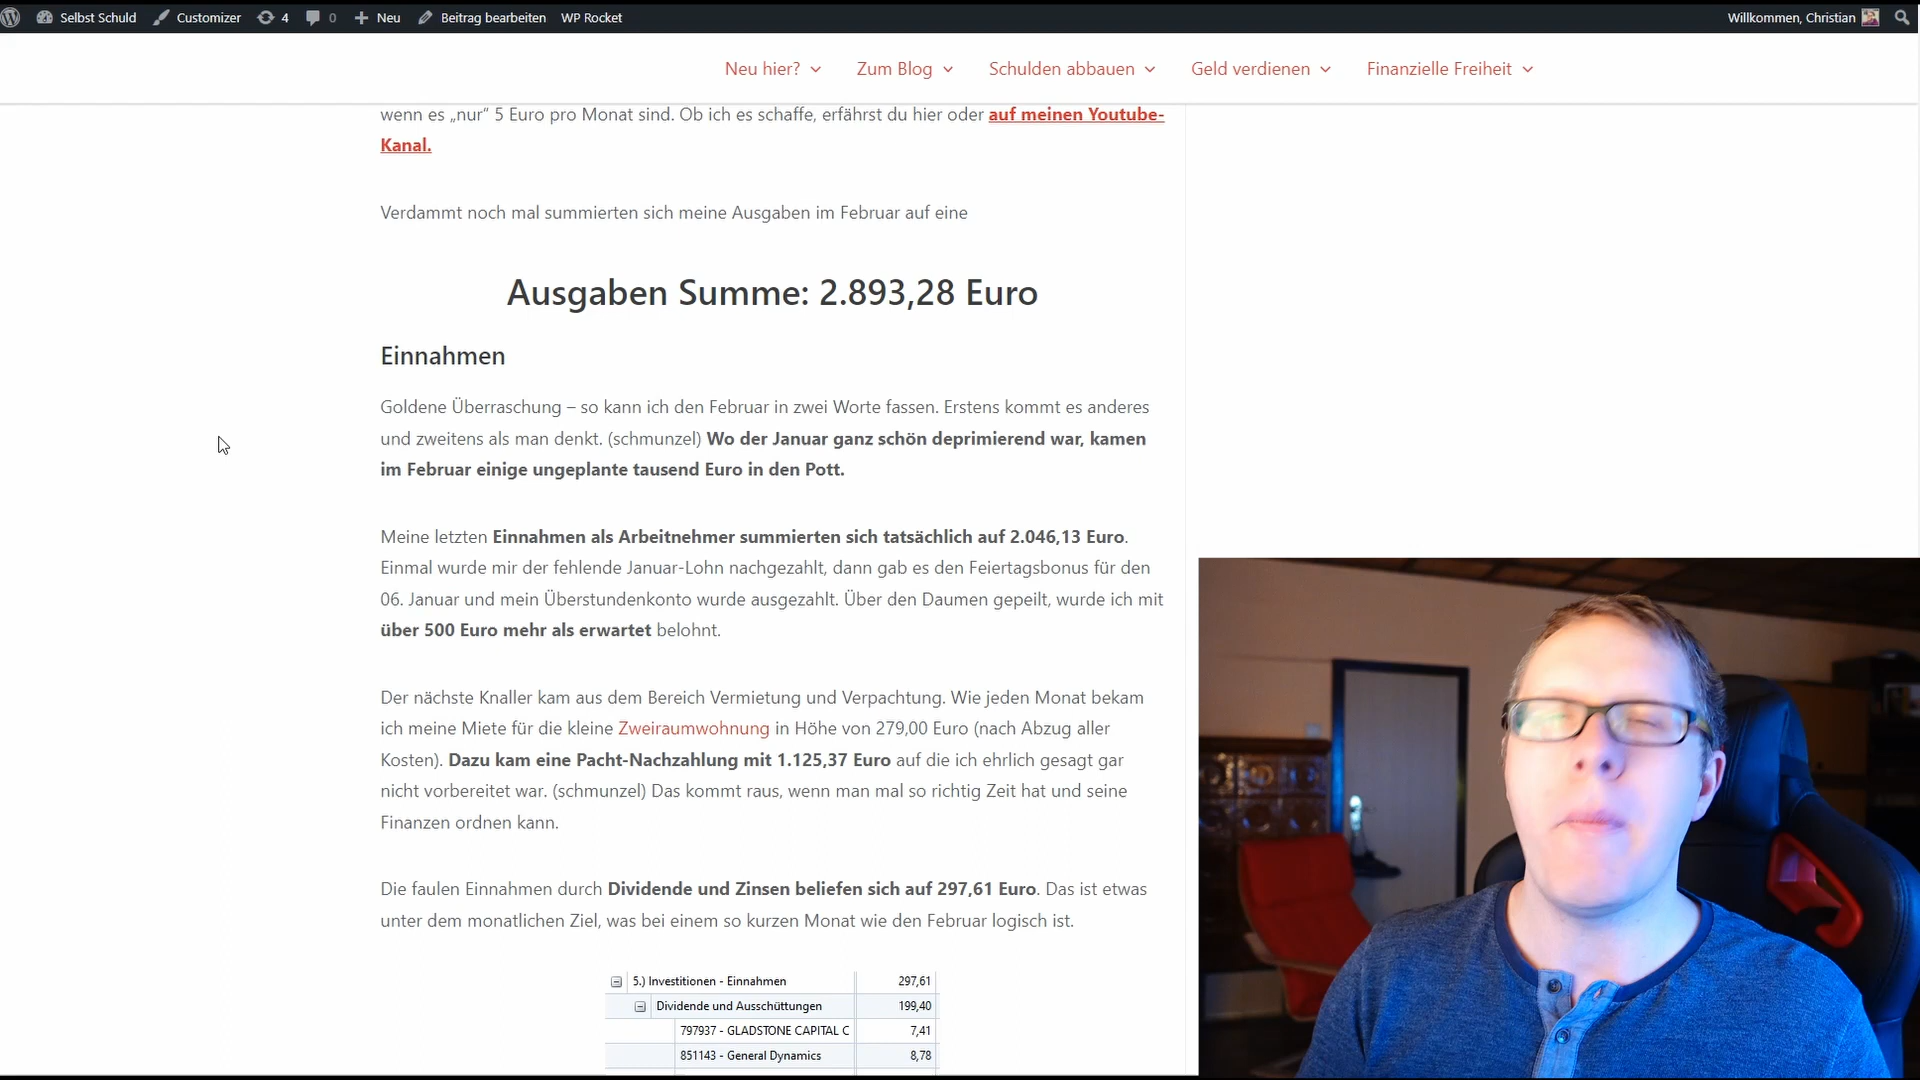 Selbst Schuld Customizer 4 0 Neu Beitrag bearbeiten WP Rocket Willkommen, Christian
Neu hier? Zum Blog Schulden abbauen Geld verdienen Finanzielle Freiheit
wenn es „nur“ 5 Euro pro Monat sind. Ob ich es schaffe, erfährst du hier oder auf meinen Youtube-
Kanal.
Verdammt noch mal summierten sich meine Ausgaben im Februar auf eine
Ausgaben Summe: 2.893,28 Euro
Einnahmen
Goldene Überraschung – so kann ich den Februar in zwei Worte fassen. Erstens kommt es anderes
und zweitens als man denkt. (schmunzel) Wo der Januar ganz schön deprimierend war, kamen
im Februar einige ungeplante tausend Euro in den Pott.
Meine letzten Einnahmen als Arbeitnehmer summierten sich tatsächlich auf 2.046,13 Euro.
Einmal wurde mir der fehlende Januar-Lohn nachgezahlt, dann gab es den Feiertagsbonus für den
06. Januar und mein Überstundenkonto wurde ausgezahlt. Über den Daumen gepeilt, wurde ich mit
über 500 Euro mehr als erwartet belohnt.
Der nächste Knaller kam aus dem Bereich Vermietung und Verpachtung. Wie jeden Monat bekam
ich meine Miete für die kleine Zweiraumwohnung in Höhe von 279,00 Euro (nach Abzug aller
Kosten). Dazu kam eine Pacht-Nachzahlung mit 1.125,37 Euro auf die ich ehrlich gesagt gar
nicht vorbereitet war. (schmunzel) Das kommt raus, wenn man mal so richtig Zeit hat und seine
Finanzen ordnen kann.
Die faulen Einnahmen durch Dividende und Zinsen beliefen sich auf 297,61 Euro. Das ist etwas
unter dem monatlichen Ziel, was bei einem so kurzen Monat wie den Februar logisch ist.
5.) Investitionen - Einnahmen 297,61
Dividende und Ausschüttungen 199,40
797937 - GLADSTONE CAPITAL C 7,41
851143 - General Dynamics 8,78